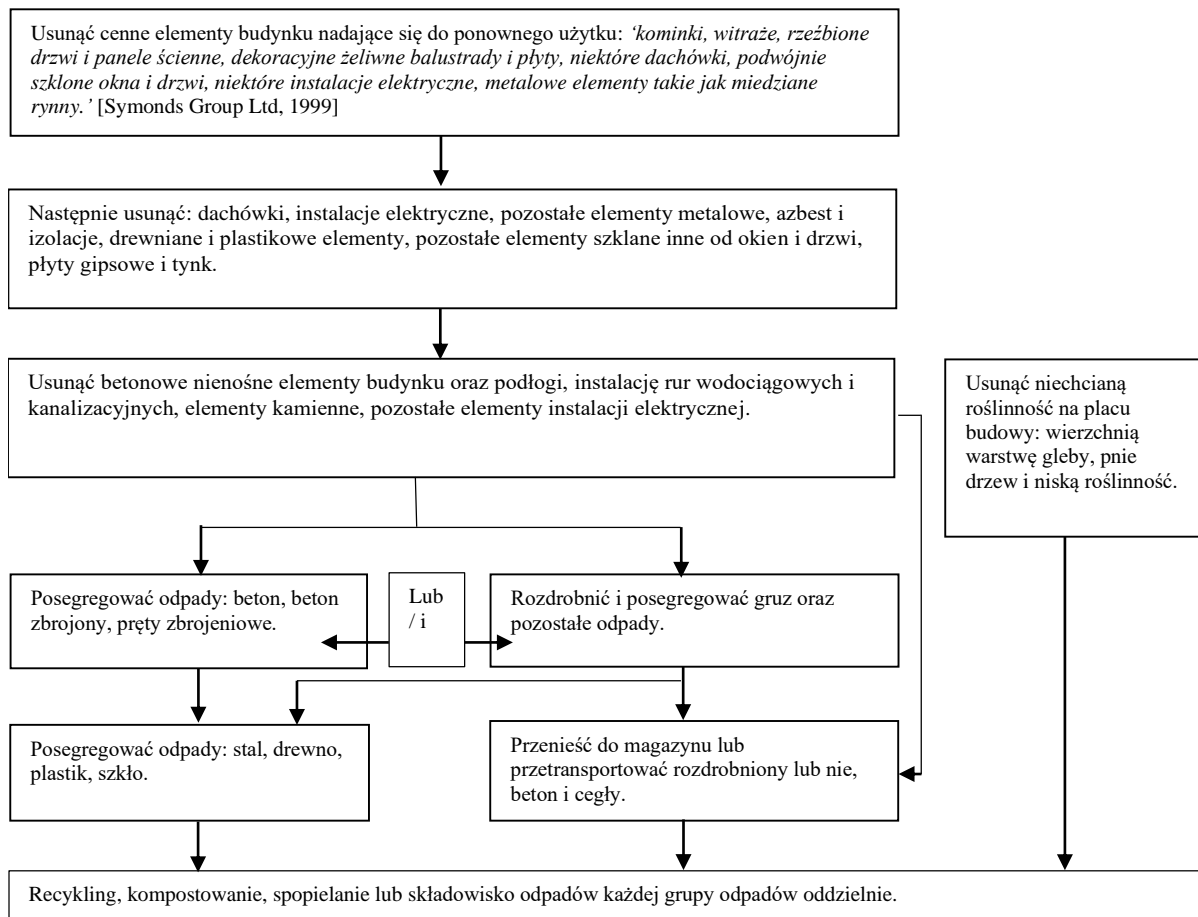 Usunąć cenne elementy budynku nadające się do ponownego użytku: ‘kominki, witraże, rzeźbione
drzwi i panele ścienne, dekoracyjne żeliwne balustrady i płyty, niektóre dachówki, podwójnie
szklone okna i drzwi, niektóre instalacje elektryczne, metalowe elementy takie jak miedziane
rynny.’ [Symonds Group Ltd, 1999]
Następnie usunąć: dachówki, instalacje elektryczne, pozostałe elementy metalowe, azbest i
izolacje, drewniane i plastikowe elementy, pozostałe elementy szklane inne od okien i drzwi,
płyty gipsowe i tynk.
Usunąć betonowe nienośne elementy budynku oraz podłogi, instalację rur wodociągowych i
kanalizacyjnych, elementy kamienne, pozostałe elementy instalacji elektrycznej.
Usunąć niechcianą
roślinność na placu
budowy: wierzchnią
warstwę gleby, pnie
drzew i niską roślinność.
Posegregować odpady: beton, beton
zbrojony, pręty zbrojeniowe.
Lub
/ i
Rozdrobnić i posegregować gruz oraz
pozostałe odpady.
Posegregować odpady: stal, drewno,
plastik, szkło.
Przenieść do magazynu lub
przetransportować rozdrobniony lub nie,
beton i cegły.
Recykling, kompostowanie, spopielanie lub składowisko odpadów każdej grupy odpadów oddzielnie.